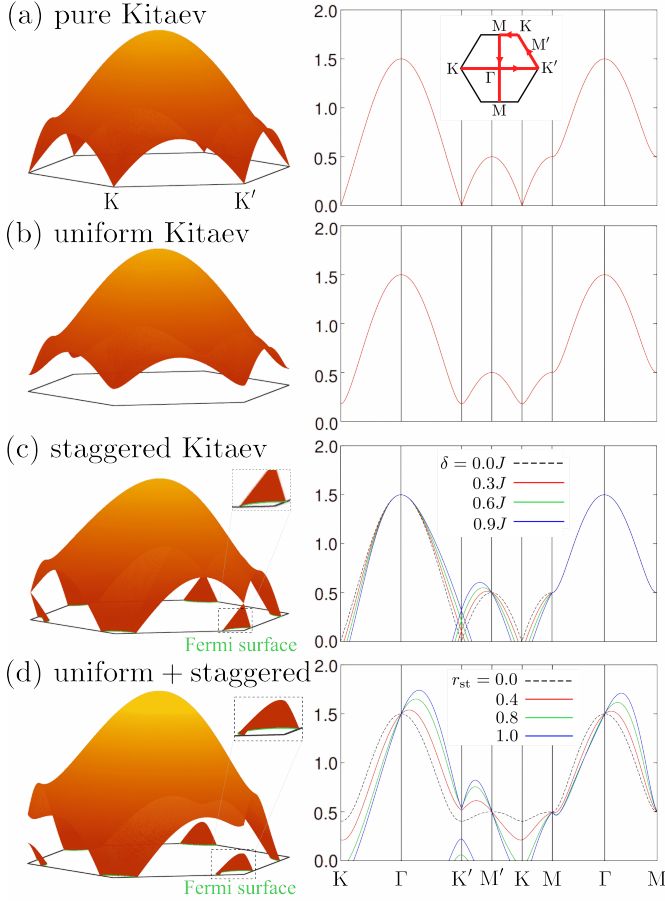 (a) pure Kitaev
K
K′
2.0
1.5
1.0
0.5
0.0
M
K
M′
K
Γ
K′
M
(b) uniform Kitaev
2.0
1.5
1.0
0.5
0.0
(c) staggered Kitaev
Fermi surface
2.0
1.5
1.0
0.5
0.0
δ = 0.0J
0.3J
0.6J
0.9J
(d) uniform + staggered
Fermi surface
2.0
1.5
1.0
0.5
0.0
r_st = 0.0
0.4
0.8
1.0
K Γ K′ M′ K M Γ M